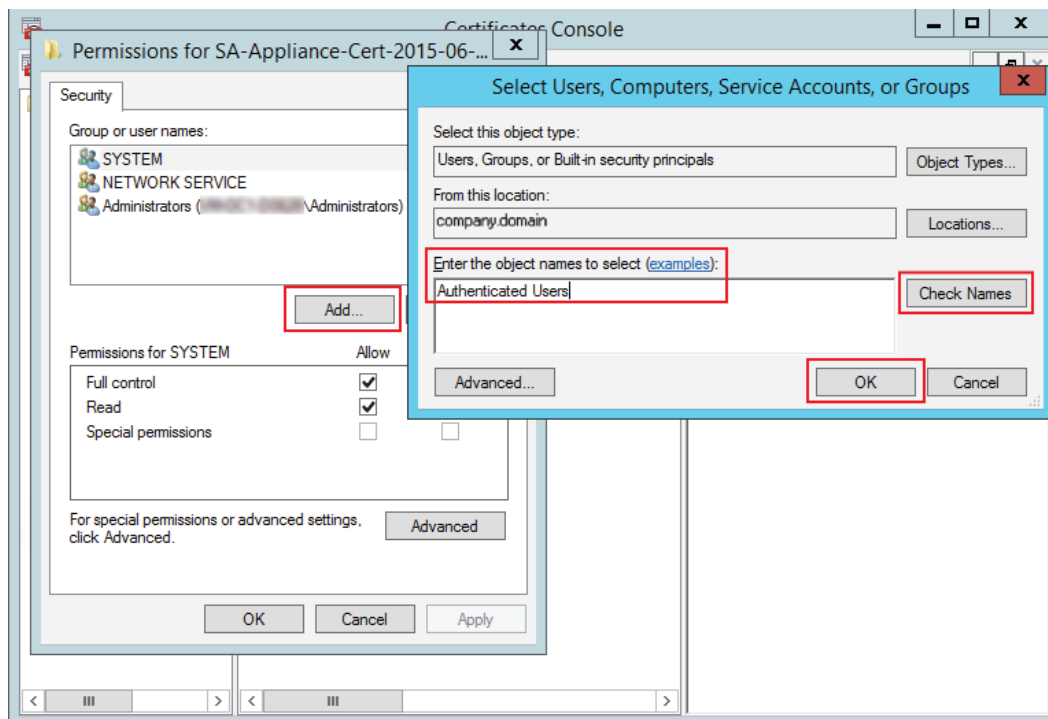 Certificates Console
Permissions for SA-Appliance-Cert-2015-06-...
Security
Group or user names:
SYSTEM
NETWORK SERVICE
Administrators ( \Administrators)
Add...
Permissions for SYSTEM Allow
Full control
Read
Special permissions
For special permissions or advanced settings,
click Advanced.
Advanced
OK Cancel Apply
Select Users, Computers, Service Accounts, or Groups
Select this object type:
Users, Groups, or Built-in security principals
Object Types...
From this location:
company.domain
Locations...
Enter the object names to select (examples):
Authenticated Users
Check Names
Advanced...
OK Cancel